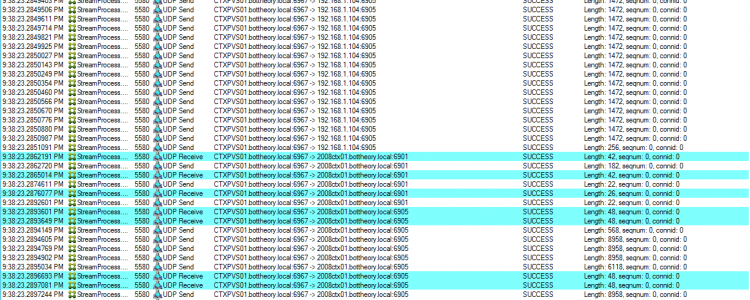 9:38:23.2849403 PM StreamProcess.... 5580 UDP Send CTXPVS01.bottheory.local:6967 -> 192.168.1.104:6905 SUCCESS Length: 1472, seqnum: 0, connid: 0
9:38:23.2849506 PM StreamProcess.... 5580 UDP Send CTXPVS01.bottheory.local:6967 -> 192.168.1.104:6905 SUCCESS Length: 1472, seqnum: 0, connid: 0
9:38:23.2849611 PM StreamProcess.... 5580 UDP Send CTXPVS01.bottheory.local:6967 -> 192.168.1.104:6905 SUCCESS Length: 1472, seqnum: 0, connid: 0
9:38:23.2849714 PM StreamProcess.... 5580 UDP Send CTXPVS01.bottheory.local:6967 -> 192.168.1.104:6905 SUCCESS Length: 1472, seqnum: 0, connid: 0
9:38:23.2849821 PM StreamProcess.... 5580 UDP Send CTXPVS01.bottheory.local:6967 -> 192.168.1.104:6905 SUCCESS Length: 1472, seqnum: 0, connid: 0
9:38:23.2849925 PM StreamProcess.... 5580 UDP Send CTXPVS01.bottheory.local:6967 -> 192.168.1.104:6905 SUCCESS Length: 1472, seqnum: 0, connid: 0
9:38:23.2850027 PM StreamProcess.... 5580 UDP Send CTXPVS01.bottheory.local:6967 -> 192.168.1.104:6905 SUCCESS Length: 1472, seqnum: 0, connid: 0
9:38:23.2850143 PM StreamProcess.... 5580 UDP Send CTXPVS01.bottheory.local:6967 -> 192.168.1.104:6905 SUCCESS Length: 1472, seqnum: 0, connid: 0
9:38:23.2850249 PM StreamProcess.... 5580 UDP Send CTXPVS01.bottheory.local:6967 -> 192.168.1.104:6905 SUCCESS Length: 1472, seqnum: 0, connid: 0
9:38:23.2850354 PM StreamProcess.... 5580 UDP Send CTXPVS01.bottheory.local:6967 -> 192.168.1.104:6905 SUCCESS Length: 1472, seqnum: 0, connid: 0
9:38:23.2850460 PM StreamProcess.... 5580 UDP Send CTXPVS01.bottheory.local:6967 -> 192.168.1.104:6905 SUCCESS Length: 1472, seqnum: 0, connid: 0
9:38:23.2850566 PM StreamProcess.... 5580 UDP Send CTXPVS01.bottheory.local:6967 -> 192.168.1.104:6905 SUCCESS Length: 1472, seqnum: 0, connid: 0
9:38:23.2850670 PM StreamProcess.... 5580 UDP Send CTXPVS01.bottheory.local:6967 -> 192.168.1.104:6905 SUCCESS Length: 1472, seqnum: 0, connid: 0
9:38:23.2850776 PM StreamProcess.... 5580 UDP Send CTXPVS01.bottheory.local:6967 -> 192.168.1.104:6905 SUCCESS Length: 1472, seqnum: 0, connid: 0
9:38:23.2850880 PM StreamProcess.... 5580 UDP Send CTXPVS01.bottheory.local:6967 -> 192.168.1.104:6905 SUCCESS Length: 1472, seqnum: 0, connid: 0
9:38:23.2850987 PM StreamProcess.... 5580 UDP Send CTXPVS01.bottheory.local:6967 -> 192.168.1.104:6905 SUCCESS Length: 1472, seqnum: 0, connid: 0
9:38:23.2851091 PM StreamProcess.... 5580 UDP Send CTXPVS01.bottheory.local:6967 -> 192.168.1.104:6905 SUCCESS Length: 256, seqnum: 0, connid: 0
9:38:23.2862191 PM StreamProcess.... 5580 UDP Receive CTXPVS01.bottheory.local:6967 -> 2008ctx01.bottheory.local:6901 SUCCESS Length: 42, seqnum: 0, connid: 0
9:38:23.2862720 PM StreamProcess.... 5580 UDP Send CTXPVS01.bottheory.local:6967 -> 2008ctx01.bottheory.local:6901 SUCCESS Length: 182, seqnum: 0, connid: 0
9:38:23.2865014 PM StreamProcess.... 5580 UDP Receive CTXPVS01.bottheory.local:6967 -> 2008ctx01.bottheory.local:6901 SUCCESS Length: 42, seqnum: 0, connid: 0
9:38:23.2874611 PM StreamProcess.... 5580 UDP Send CTXPVS01.bottheory.local:6967 -> 2008ctx01.bottheory.local:6901 SUCCESS Length: 22, seqnum: 0, connid: 0
9:38:23.2876077 PM StreamProcess.... 5580 UDP Receive CTXPVS01.bottheory.local:6967 -> 2008ctx01.bottheory.local:6901 SUCCESS Length: 26, seqnum: 0, connid: 0
9:38:23.2892601 PM StreamProcess.... 5580 UDP Send CTXPVS01.bottheory.local:6967 -> 2008ctx01.bottheory.local:6901 SUCCESS Length: 22, seqnum: 0, connid: 0
9:38:23.2893601 PM StreamProcess.... 5580 UDP Receive CTXPVS01.bottheory.local:6967 -> 2008ctx01.bottheory.local:6905 SUCCESS Length: 48, seqnum: 0, connid: 0
9:38:23.2893649 PM StreamProcess.... 5580 UDP Receive CTXPVS01.bottheory.local:6967 -> 2008ctx01.bottheory.local:6905 SUCCESS Length: 48, seqnum: 0, connid: 0
9:38:23.2894149 PM StreamProcess.... 5580 UDP Send CTXPVS01.bottheory.local:6967 -> 2008ctx01.bottheory.local:6905 SUCCESS Length: 568, seqnum: 0, connid: 0
9:38:23.2894605 PM StreamProcess.... 5580 UDP Send CTXPVS01.bottheory.local:6967 -> 2008ctx01.bottheory.local:6905 SUCCESS Length: 8958, seqnum: 0, connid: 0
9:38:23.2894769 PM StreamProcess.... 5580 UDP Send CTXPVS01.bottheory.local:6967 -> 2008ctx01.bottheory.local:6905 SUCCESS Length: 8958, seqnum: 0, connid: 0
9:38:23.2894902 PM StreamProcess.... 5580 UDP Send CTXPVS01.bottheory.local:6967 -> 2008ctx01.bottheory.local:6905 SUCCESS Length: 8958, seqnum: 0, connid: 0
9:38:23.2895034 PM StreamProcess.... 5580 UDP Send CTXPVS01.bottheory.local:6967 -> 2008ctx01.bottheory.local:6905 SUCCESS Length: 6118, seqnum: 0, connid: 0
9:38:23.2896693 PM StreamProcess.... 5580 UDP Receive CTXPVS01.bottheory.local:6967 -> 2008ctx01.bottheory.local:6905 SUCCESS Length: 48, seqnum: 0, connid: 0
9:38:23.2897081 PM StreamProcess.... 5580 UDP Receive CTXPVS01.bottheory.local:6967 -> 2008ctx01.bottheory.local:6905 SUCCESS Length: 48, seqnum: 0, connid: 0
9:38:23.2897244 PM StreamProcess.... 5580 UDP Send CTXPVS01.bottheory.local:6967 -> 2008ctx01.bottheory.local:6905 SUCCESS Length: 8958, seqnum: 0, connid: 0